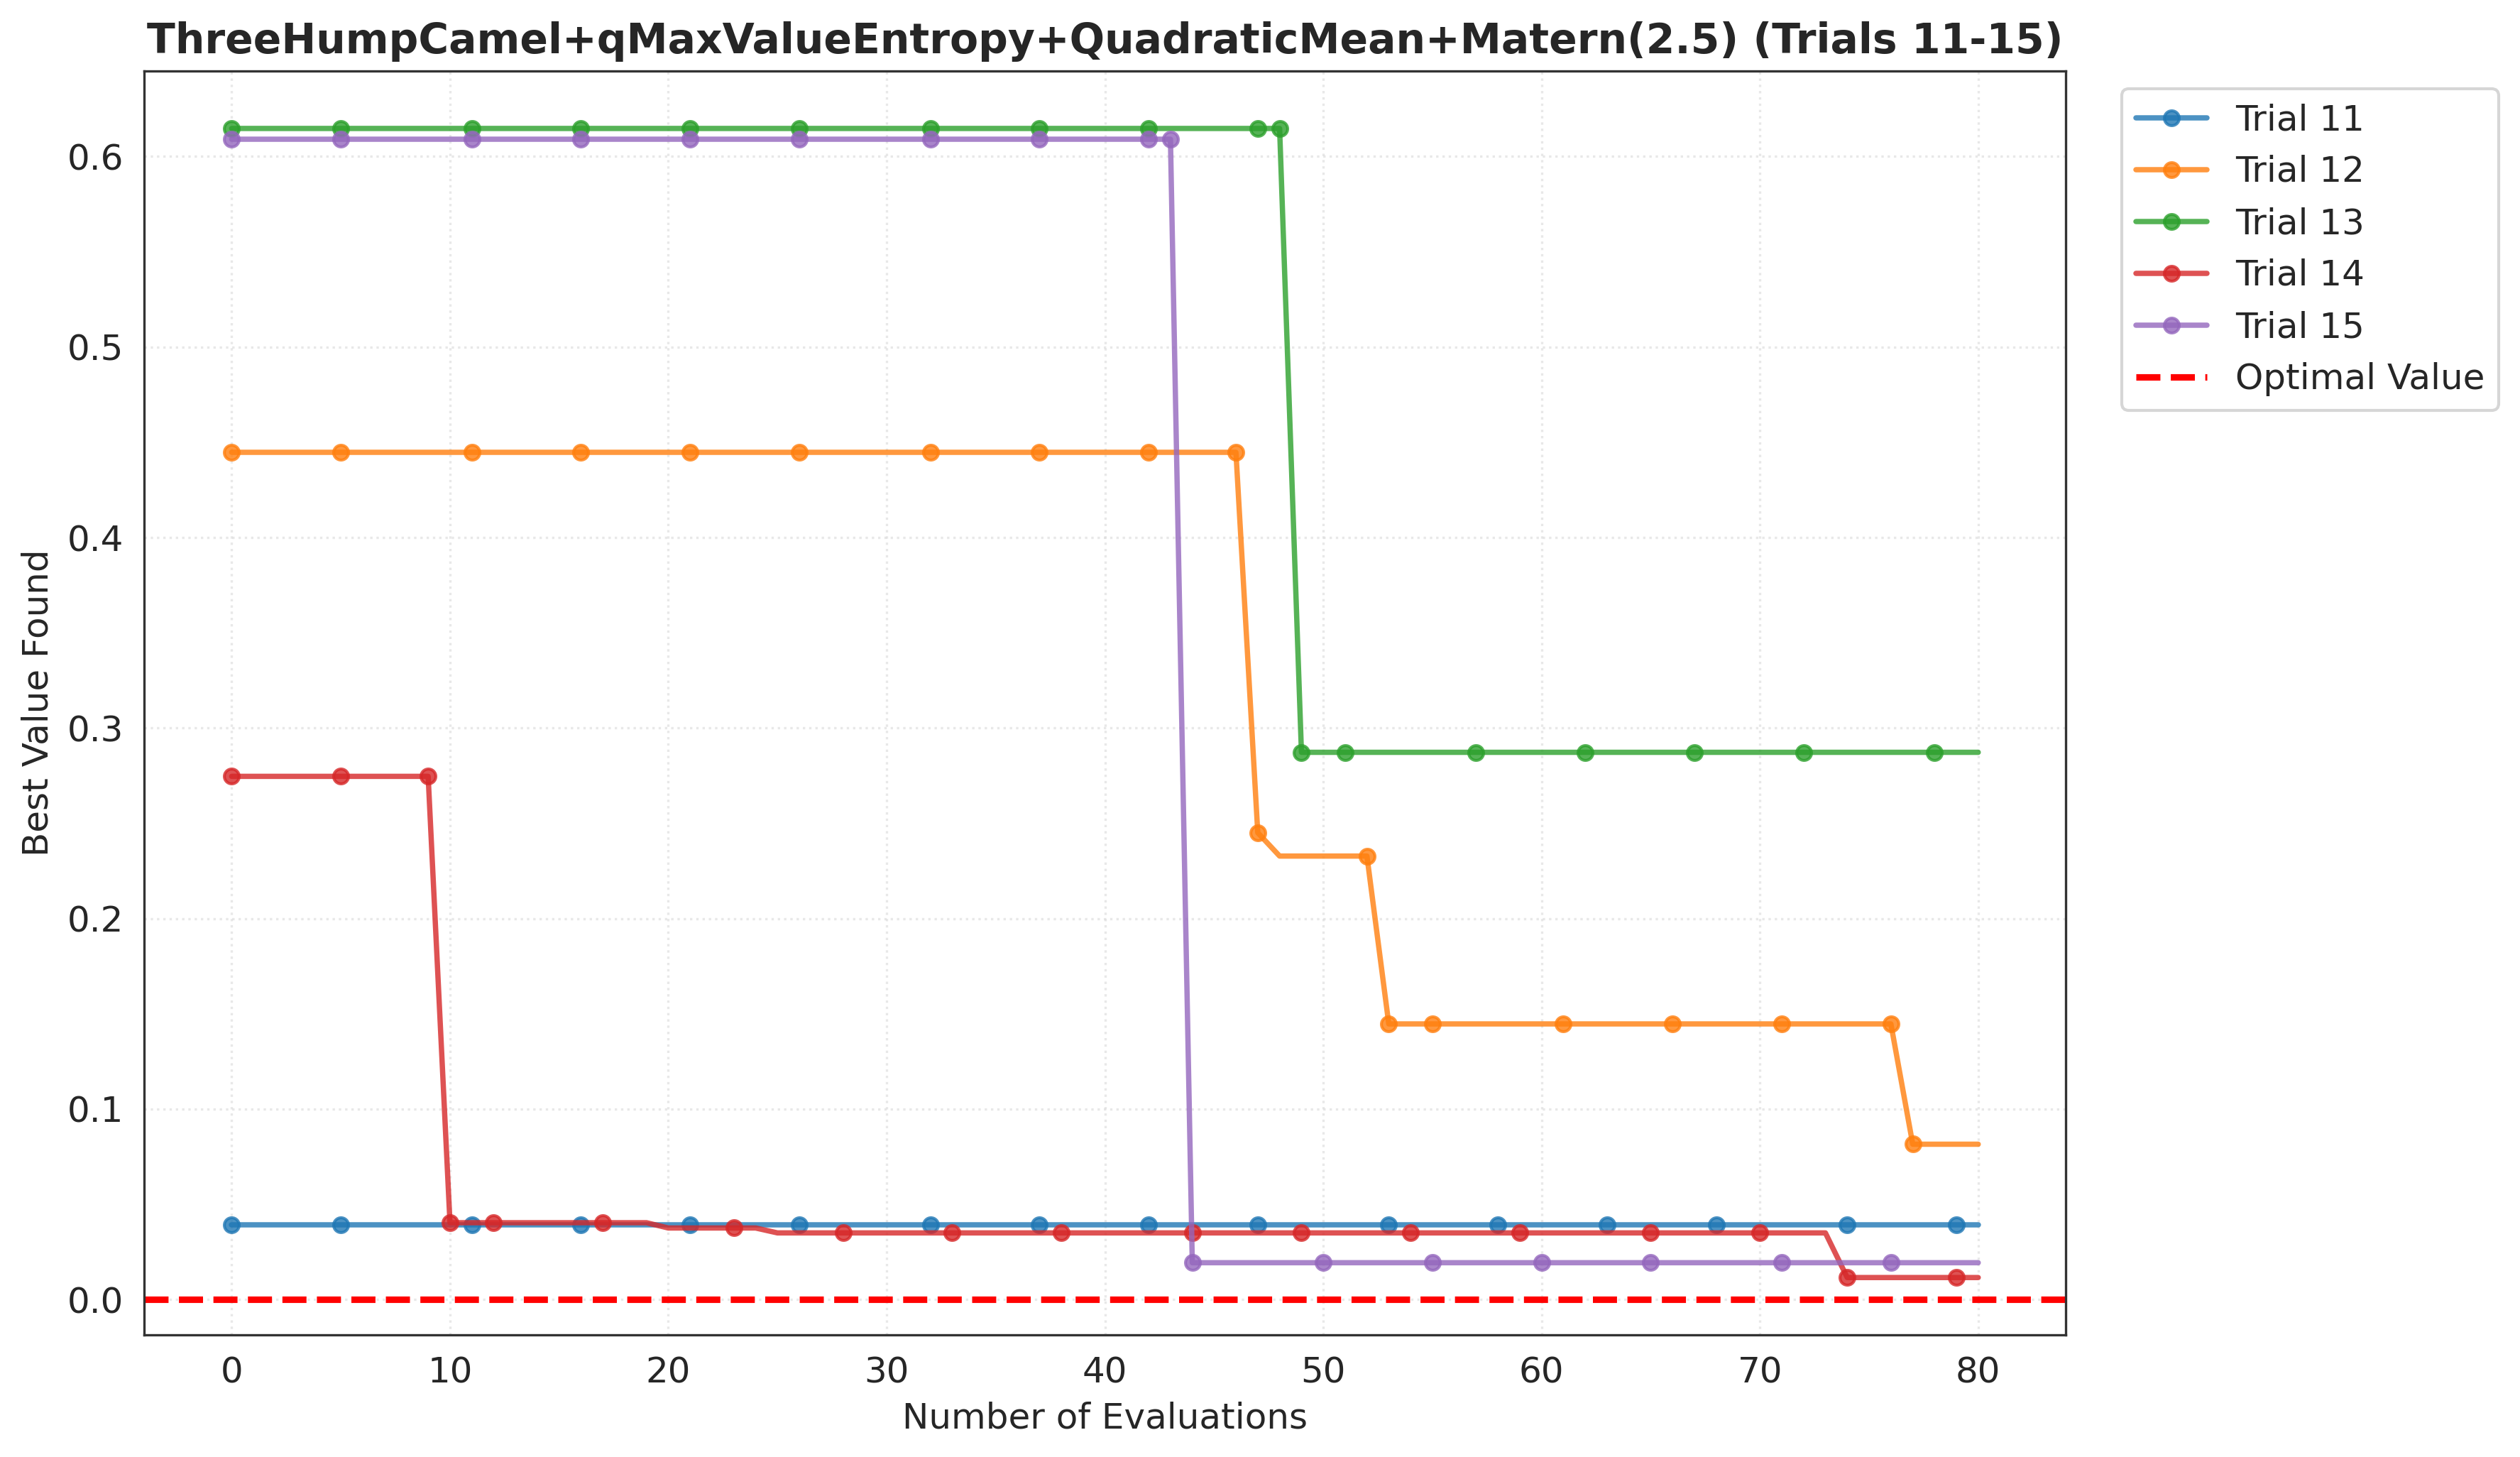 ThreeHumpCamel+qMaxValueEntropy+QuadraticMean+Matern(2.5) (Trials 11-15)
Trial 11
Trial 12
Trial 13
Trial 14
Trial 15
Optimal Value
Best Value Found
0.6
0.5
0.4
0.3
0.2
0.1
0.0
0 10 20 30 40 50 60 70 80
Number of Evaluations